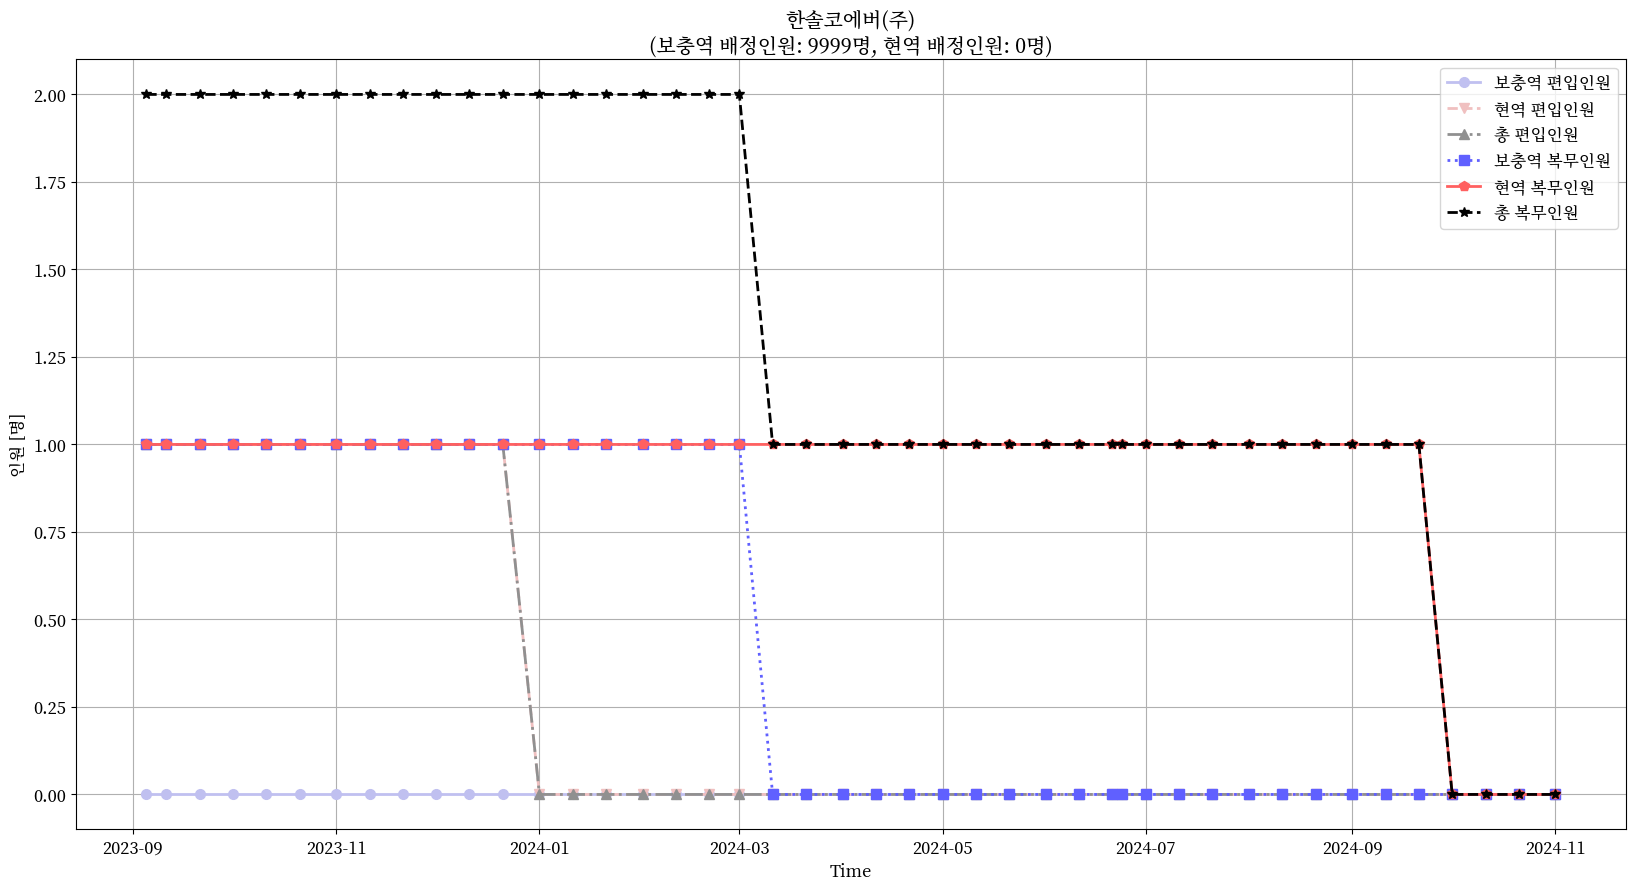 한솔코에버(주)
(보충역 배정인원: 9999명, 현역 배정인원: 0명)
보충역 편입인원
현역 편입인원
총 편입인원
보충역 복무인원
현역 복무인원
총 복무인원
2.00
1.75
1.50
1.25
1.00
0.75
0.50
0.25
0.00
인원 [명]
2023-09 2023-11 2024-01 2024-03 2024-05 2024-07 2024-09 2024-11
Time